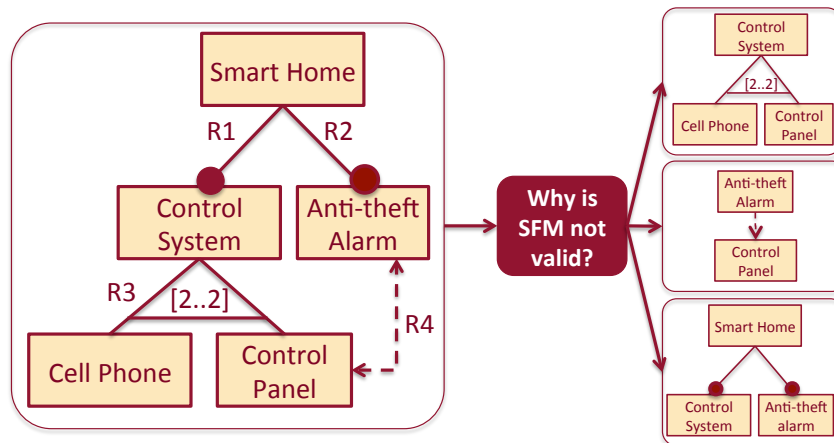 Smart Home
R1
R2
Control
System
Anti-theft
Alarm
R3
[2..2]
R4
Cell Phone
Control
Panel
Why is
SFM not
valid?
Control
System
[2..2]
Cell Phone
Control
Panel
Anti-theft
Alarm
Control
Panel
Smart Home
Control
System
Anti-theft
alarm